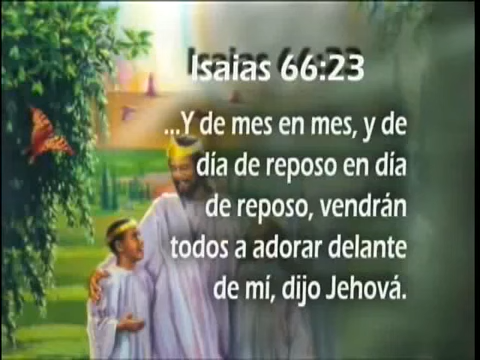 Isaias 66:23
...Y de mes en mes, y de
día de reposo en día
de reposo, vendrán
todos a adorar delante
de mí, dijo Jehová.